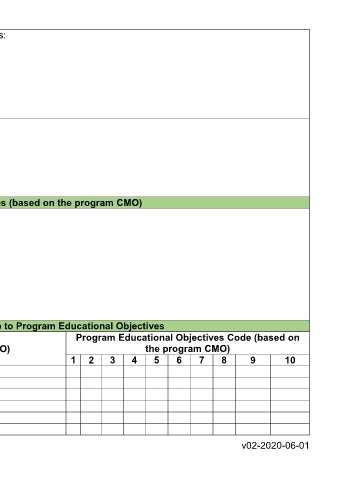 s:
s (based on the program CMO)
to Program Educational Objectives
O)
Program Educational Objectives Code (based on
the program CMO)
1 2 3 4 5 6 7 8 9 10
v02-2020-06-01